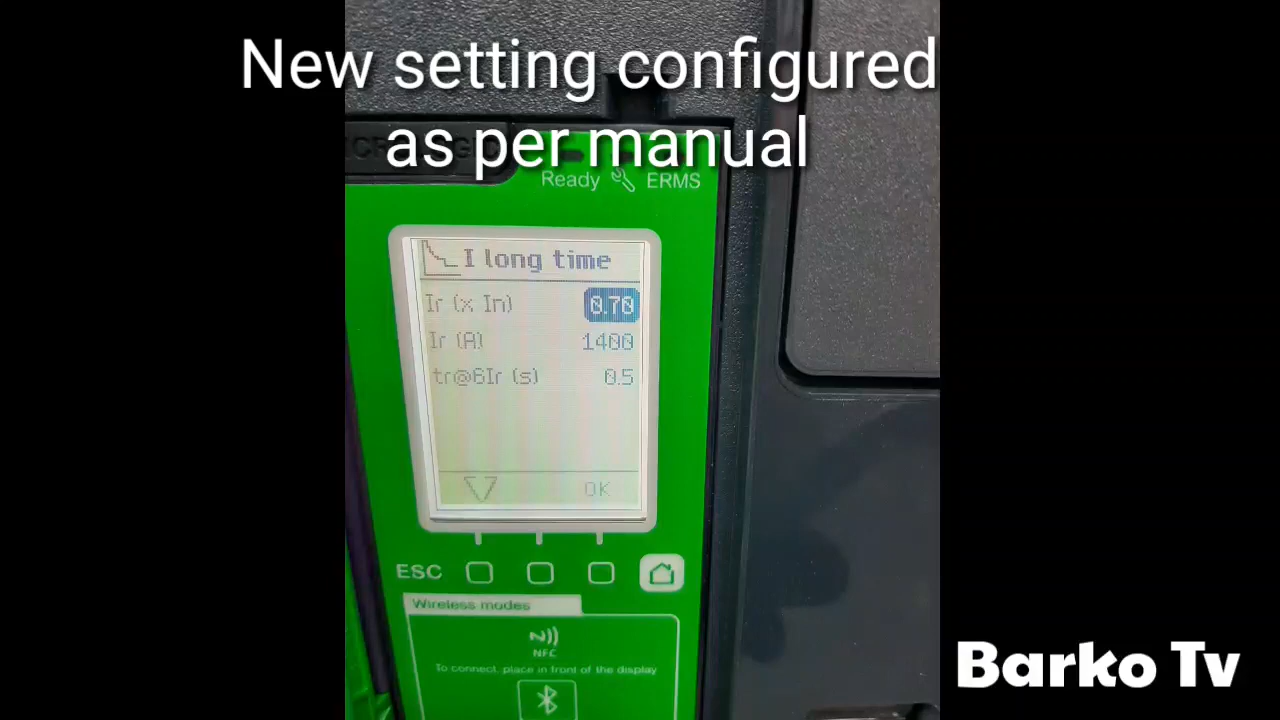 New setting configured
as per manual
Ready ERMS
I long time
Ir (x In) 0.70
Ir (A) 1400
tr@6Ir (s) 0.5
OK
ESC
Wireless modes
NFC
To connect, place in front of the display
Barko Tv